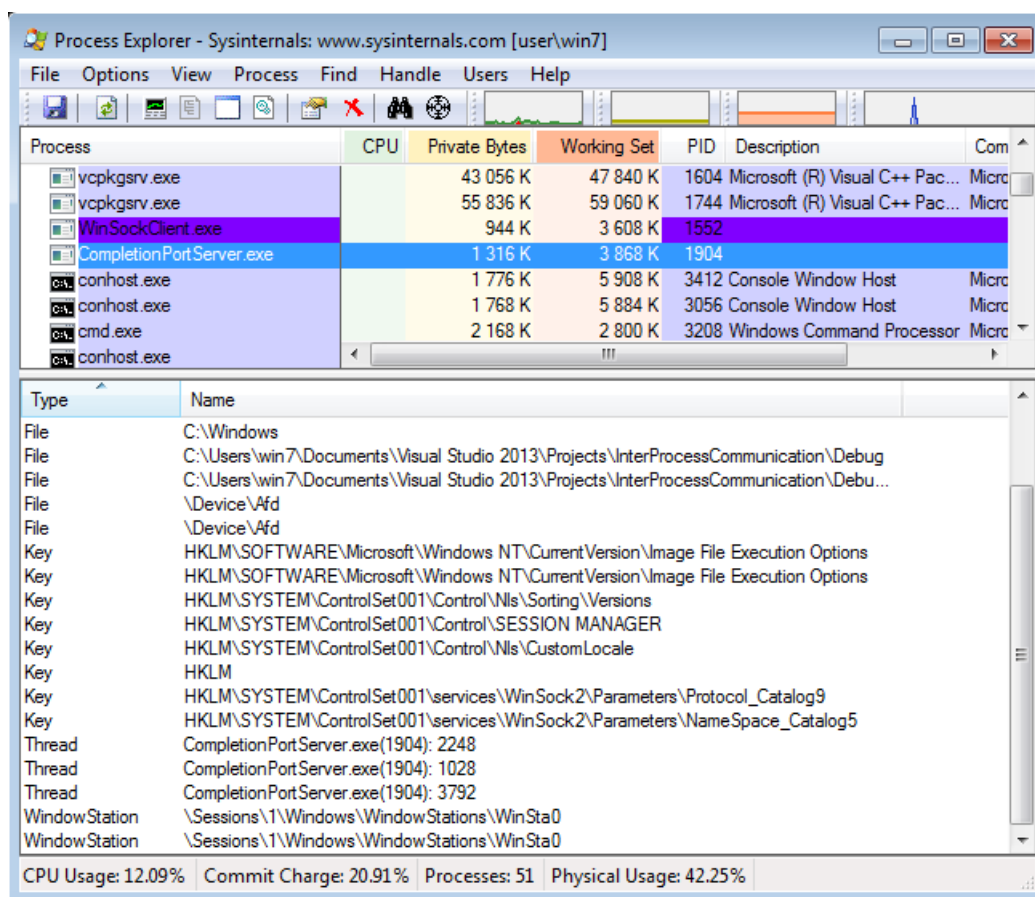 Process Explorer - Sysinternals: www.sysinternals.com [user\win7]
File Options View Process Find Handle Users Help
Process CPU Private Bytes Working Set PID Description Com
vcpkgsrv.exe 43 056 K 47 840 K 1604 Microsoft (R) Visual C++ Pac... Micro
vcpkgsrv.exe 55 836 K 59 060 K 1744 Microsoft (R) Visual C++ Pac... Micro
WinSockClient.exe 944 K 3 608 K 1552
CompletionPortServer.exe 1 316 K 3 868 K 1904
conhost.exe 1 776 K 5 908 K 3412 Console Window Host Micro
conhost.exe 1 768 K 5 884 K 3056 Console Window Host Micro
cmd.exe 2 168 K 2 800 K 3208 Windows Command Processor Micro
conhost.exe
Type Name
File C:\Windows
File C:\Users\win7\Documents\Visual Studio 2013\Projects\InterProcessCommunication\Debug
File C:\Users\win7\Documents\Visual Studio 2013\Projects\InterProcessCommunication\Debu...
File \Device\Afd
File \Device\Afd
Key HKLM\SOFTWARE\Microsoft\Windows NT\CurrentVersion\Image File Execution Options
Key HKLM\SOFTWARE\Microsoft\Windows NT\CurrentVersion\Image File Execution Options
Key HKLM\SYSTEM\ControlSet001\Control\Nls\Sorting\Versions
Key HKLM\SYSTEM\ControlSet001\Control\SESSION MANAGER
Key HKLM\SYSTEM\ControlSet001\Control\Nls\CustomLocale
Key HKLM
Key HKLM\SYSTEM\ControlSet001\services\WinSock2\Parameters\Protocol_Catalog9
Key HKLM\SYSTEM\ControlSet001\services\WinSock2\Parameters\NameSpace_Catalog5
Thread CompletionPortServer.exe(1904): 2248
Thread CompletionPortServer.exe(1904): 1028
Thread CompletionPortServer.exe(1904): 3792
WindowStation \Sessions\1\Windows\WindowStations\WinSta0
WindowStation \Sessions\1\Windows\WindowStations\WinSta0
CPU Usage: 12.09% Commit Charge: 20.91% Processes: 51 Physical Usage: 42.25%